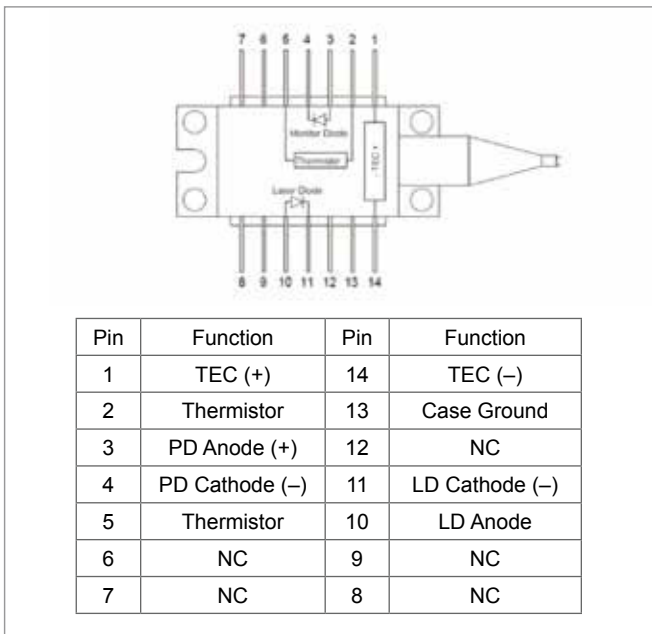 7 6 5 4 3 2 1
Monitor Diode
Thermistor
- TEC +
Laser Diode
8 9 10 11 12 13 14
Pin Function Pin Function
1 TEC (+) 14 TEC (–)
2 Thermistor 13 Case Ground
3 PD Anode (+) 12 NC
4 PD Cathode (–) 11 LD Cathode (–)
5 Thermistor 10 LD Anode
6 NC 9 NC
7 NC 8 NC